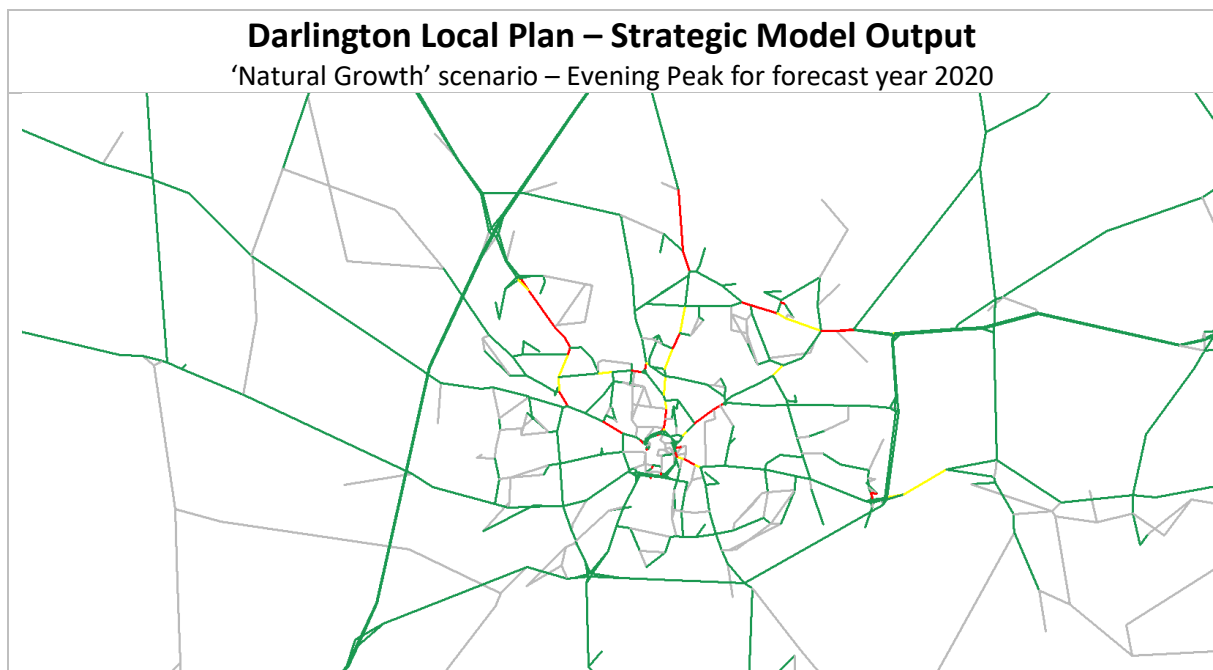 Darlington Local Plan – Strategic Model Output
‘Natural Growth’ scenario – Evening Peak for forecast year 2020